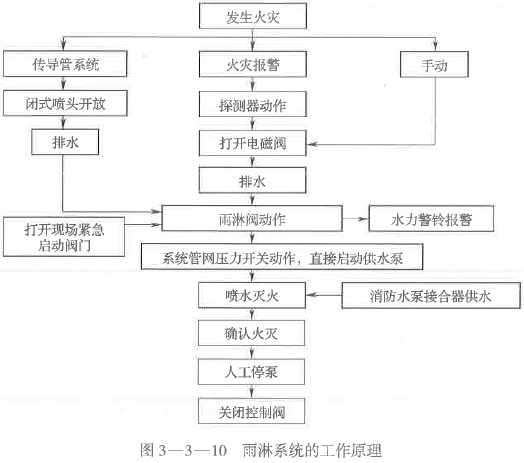 发生火灾
传导管系统
火灾报警
手动
闭式喷头开放
探测器动作
排水
打开电磁阀
排水
打开现场紧急
启动阀门
雨淋阀动作
水力警铃报警
系统管网压力开关动作，直接启动供水泵
喷水灭火
消防水泵接合器供水
确认火灭
人工停泵
关闭控制阀
图 3—3—10 雨淋系统的工作原理